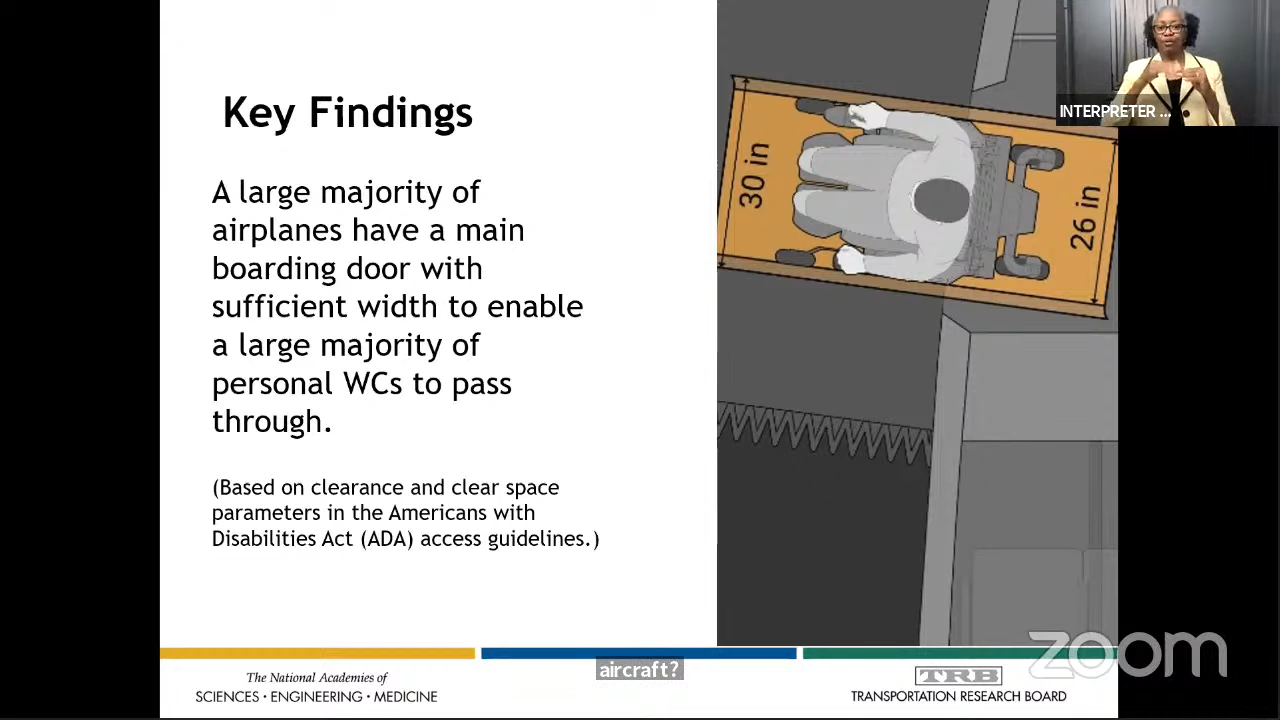 Key Findings
A large majority of
airplanes have a main
boarding door with
sufficient width to enable
a large majority of
personal WCs to pass
through.
(Based on clearance and clear space
parameters in the Americans with
Disabilities Act (ADA) access guidelines.)
30 in
26 in
INTERPRETER ...
aircraft?
The National Academies of
SCIENCES · ENGINEERING · MEDICINE
TRB
TRANSPORTATION RESEARCH BOARD
zoom